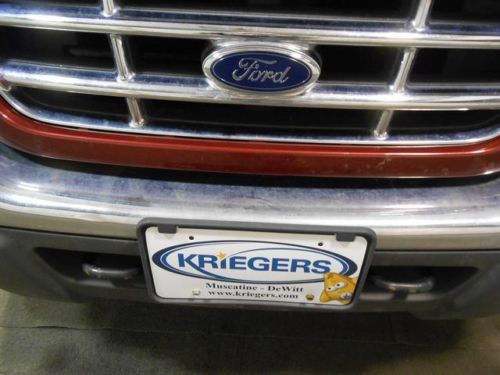 Ford
KRIEGERS
Muscatine - DeWitt
www.kriegers.com